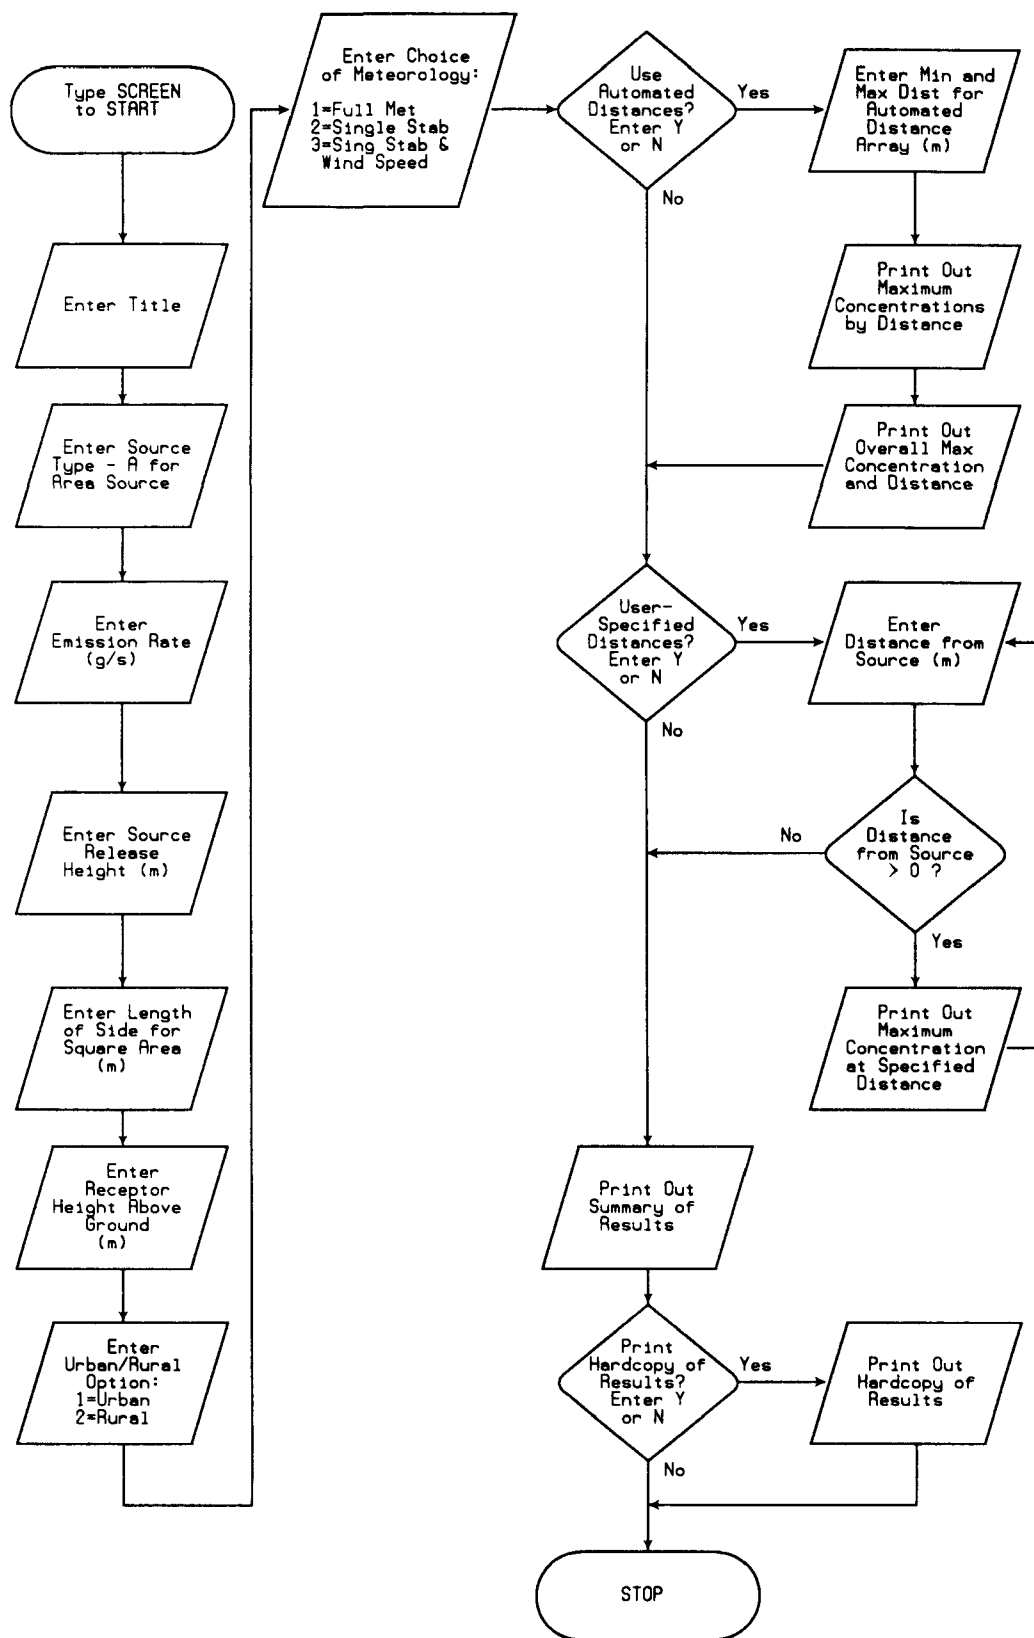 Type SCREEN
to START
Enter Title
Enter Source
Type - A for
Area Source
Enter
Emission Rate
(g/s)
Enter Source
Release
Height (m)
Enter Length
of Side for
Square Area
(m)
Enter
Receptor
Height Above
Ground
(m)
Enter
Urban/Rural
Option:
1=Urban
2=Rural
Enter Choice
of Meteorology:
1=Full Met
2=Single Stab
3=Sing Stab &
Wind Speed
Use
Automated
Distances?
Enter Y
or N
Yes
No
Enter Min and
Max Dist for
Automated
Distance
Array (m)
Print Out
Maximum
Concentrations
by Distance
Print Out
Overall Max
Concentration
and Distance
User-
Specified
Distances?
Enter Y
or N
Yes
No
Enter
Distance from
Source (m)
Is
Distance
from Source
> 0 ?
No
Yes
Print Out
Maximum
Concentration
at Specified
Distance
Print Out
Summary of
Results
Print
Hardcopy of
Results?
Enter Y
or N
Yes
No
Print Out
Hardcopy of
Results
STOP